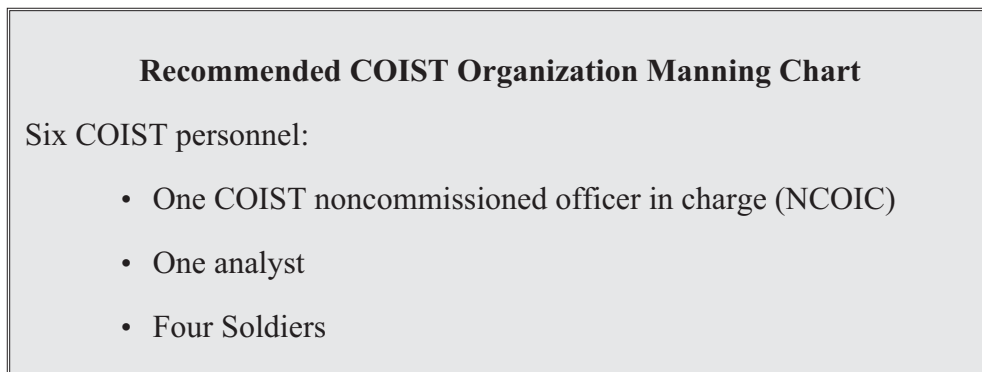 Recommended COIST Organization Manning Chart
Six COIST personnel:
• One COIST noncommissioned officer in charge (NCOIC)
• One analyst
• Four Soldiers